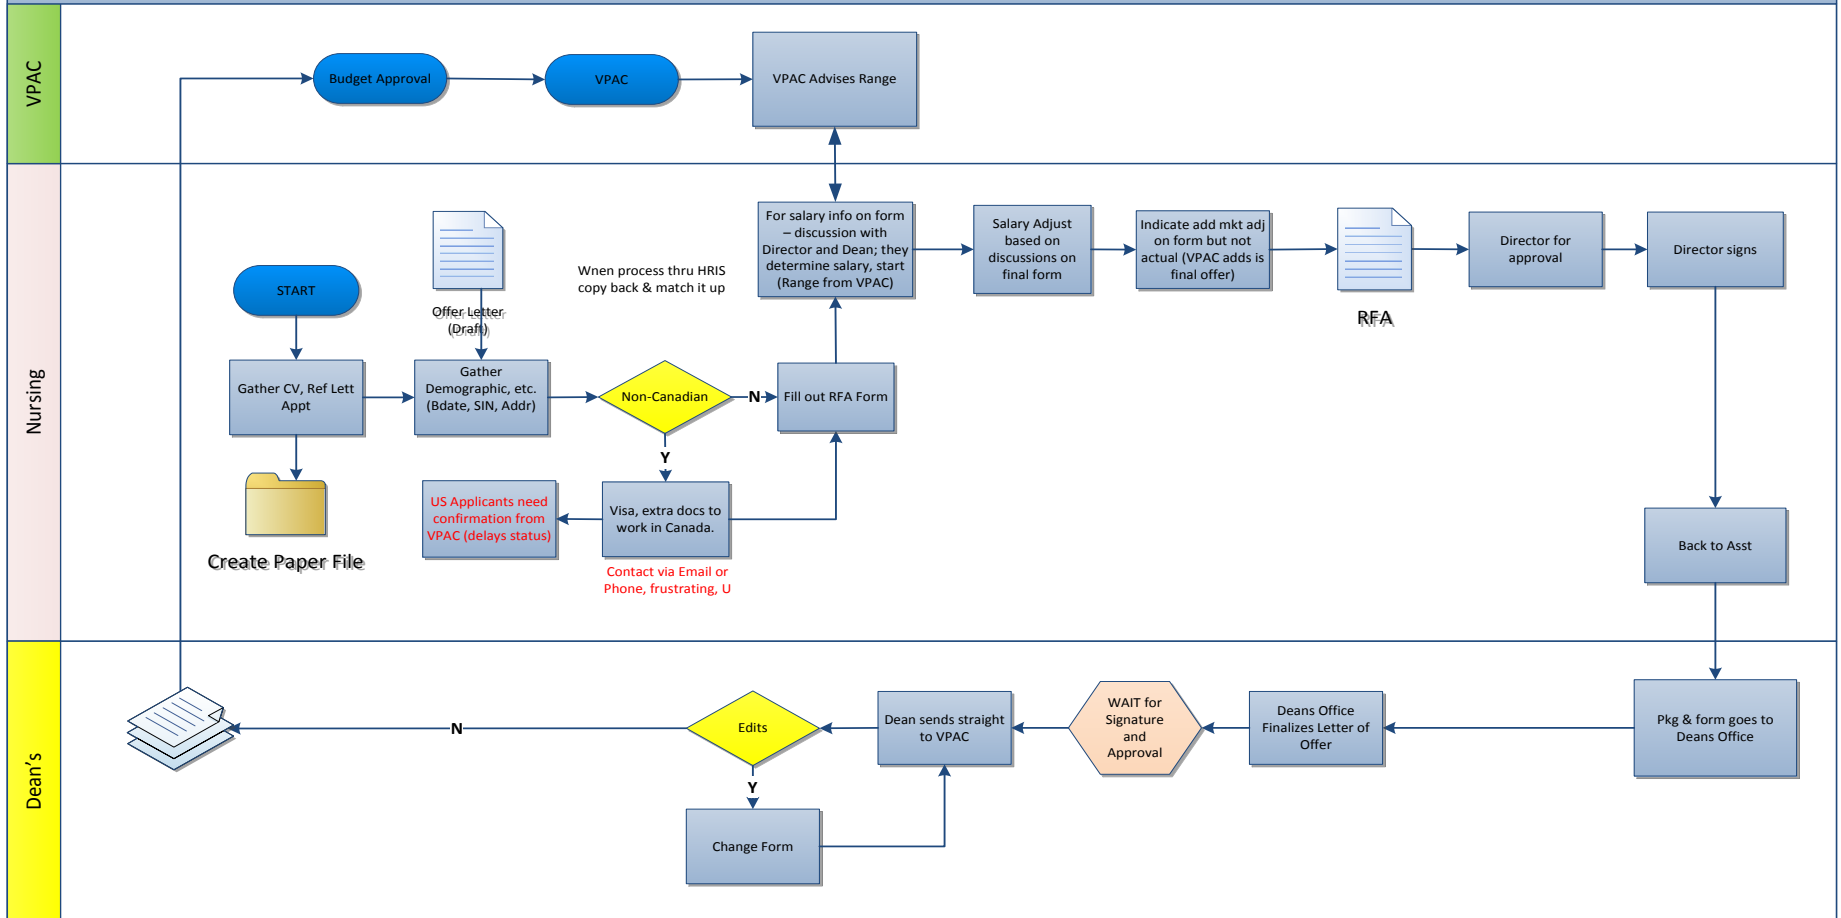 VPAC
Budget Approval
VPAC
VPAC Advises Range
Nursing
START
Offer Letter
(Draft)
Wnen process thru HRIS
copy back & match it up
For salary info on form
– discussion with
Director and Dean; they
determine salary, start
(Range from VPAC)
Salary Adjust
based on
discussions on
final form
Indicate add mkt adj
on form but not
actual (VPAC adds is
final offer)
RFA
Director for
approval
Director signs
Gather CV, Ref Lett
Appt
Gather
Demographic, etc.
(Bdate, SIN, Addr)
Non-Canadian
N
Fill out RFA Form
Y
Create Paper File
US Applicants need
confirmation from
VPAC (delays status)
Visa, extra docs to
work in Canada.
Contact via Email or
Phone, frustrating, U
Back to Asst
Dean's
N
Edits
Y
Change Form
Dean sends straight
to VPAC
WAIT for
Signature
and
Approval
Deans Office
Finalizes Letter of
Offer
Pkg & form goes to
Deans Office